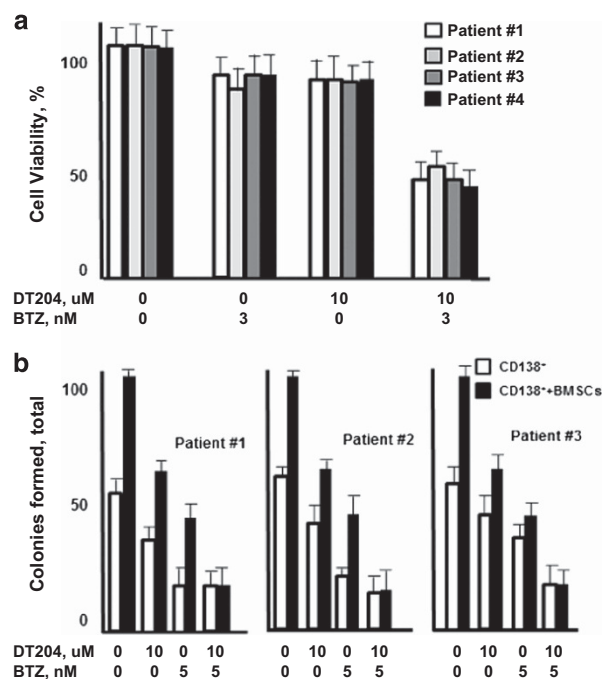 a
Cell Viability, %
100
50
0
Patient #1
Patient #2
Patient #3
Patient #4
DT204, uM 0 0 10 10
BTZ, nM 0 3 0 3
b
Colonies formed, total
100
50
0
CD138⁻
CD138⁻+BMSCs
Patient #1
Patient #2
Patient #3
DT204, uM 0 10 0 10 0 10 0 10 0 10 0 10
BTZ, nM 0 0 5 5 0 0 5 5 0 0 5 5